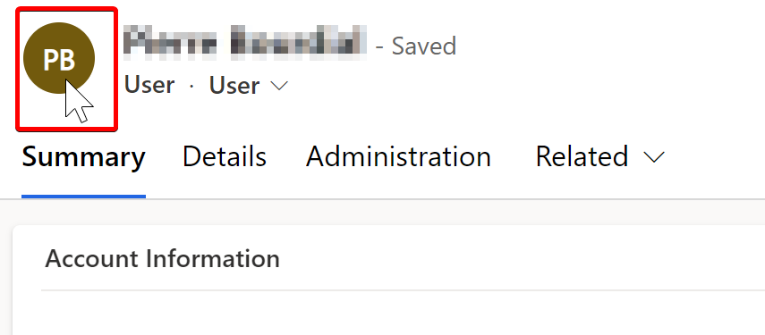 PB
- Saved
User · User
Summary Details Administration Related
Account Information